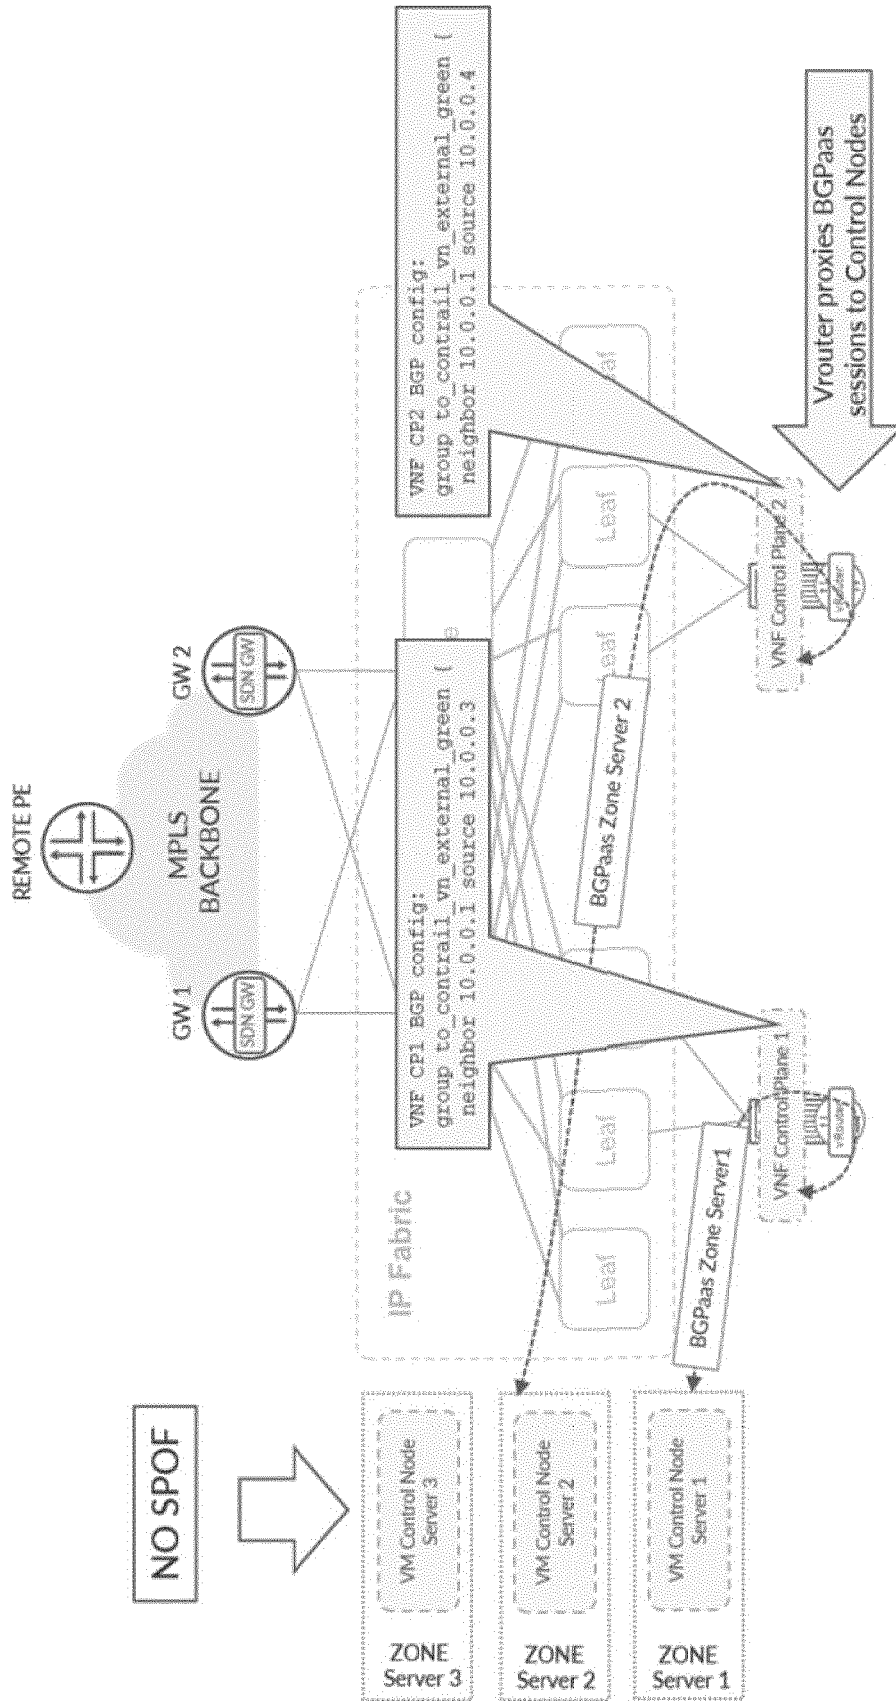 REMOTE PE
MPLS
BACKBONE
GW 1
SDN GW
GW 2
SDN GW
NO SPOF
IP Fabric
VNF CP1 BGP config:
group to_contrail_vn_external_green {
neighbor 10.0.0.1 source 10.0.0.3
VNF CP2 BGP config:
group to_contrail_vn_external_green {
neighbor 10.0.0.1 source 10.0.0.4
Leaf
Leaf
Leaf
Leaf
ZONE
Server 3
VM Control Node
Server 3
ZONE
Server 2
VM Control Node
Server 2
ZONE
Server 1
VM Control Node
Server 1
BGPaas Zone Server 2
BGPaas Zone Server1
VNF Control Plane 1
vRouter
VNF Control Plane 2
vRouter
Vrouter proxies BGPaas
sessions to Control Nodes